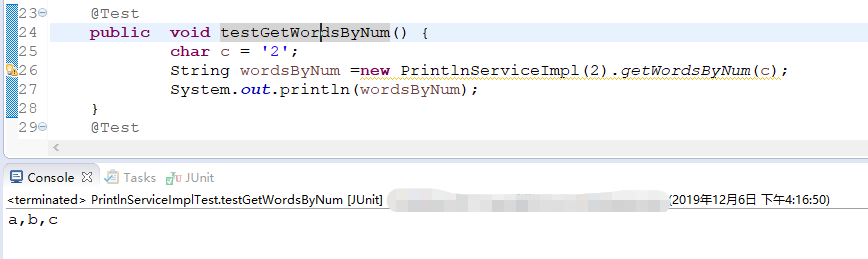 23 @Test
24 public void testGetWordsByNum() {
25 char c = '2';
26 String wordsByNum =new PrintlnServiceImpl(2).getWordsByNum(c);
27 System.out.println(wordsByNum);
28 }
29 @Test
Console Tasks JUnit
<terminated> PrintlnServiceImplTest.testGetWordsByNum [JUnit] (2019年12月6日 下午4:16:50)
a,b,c